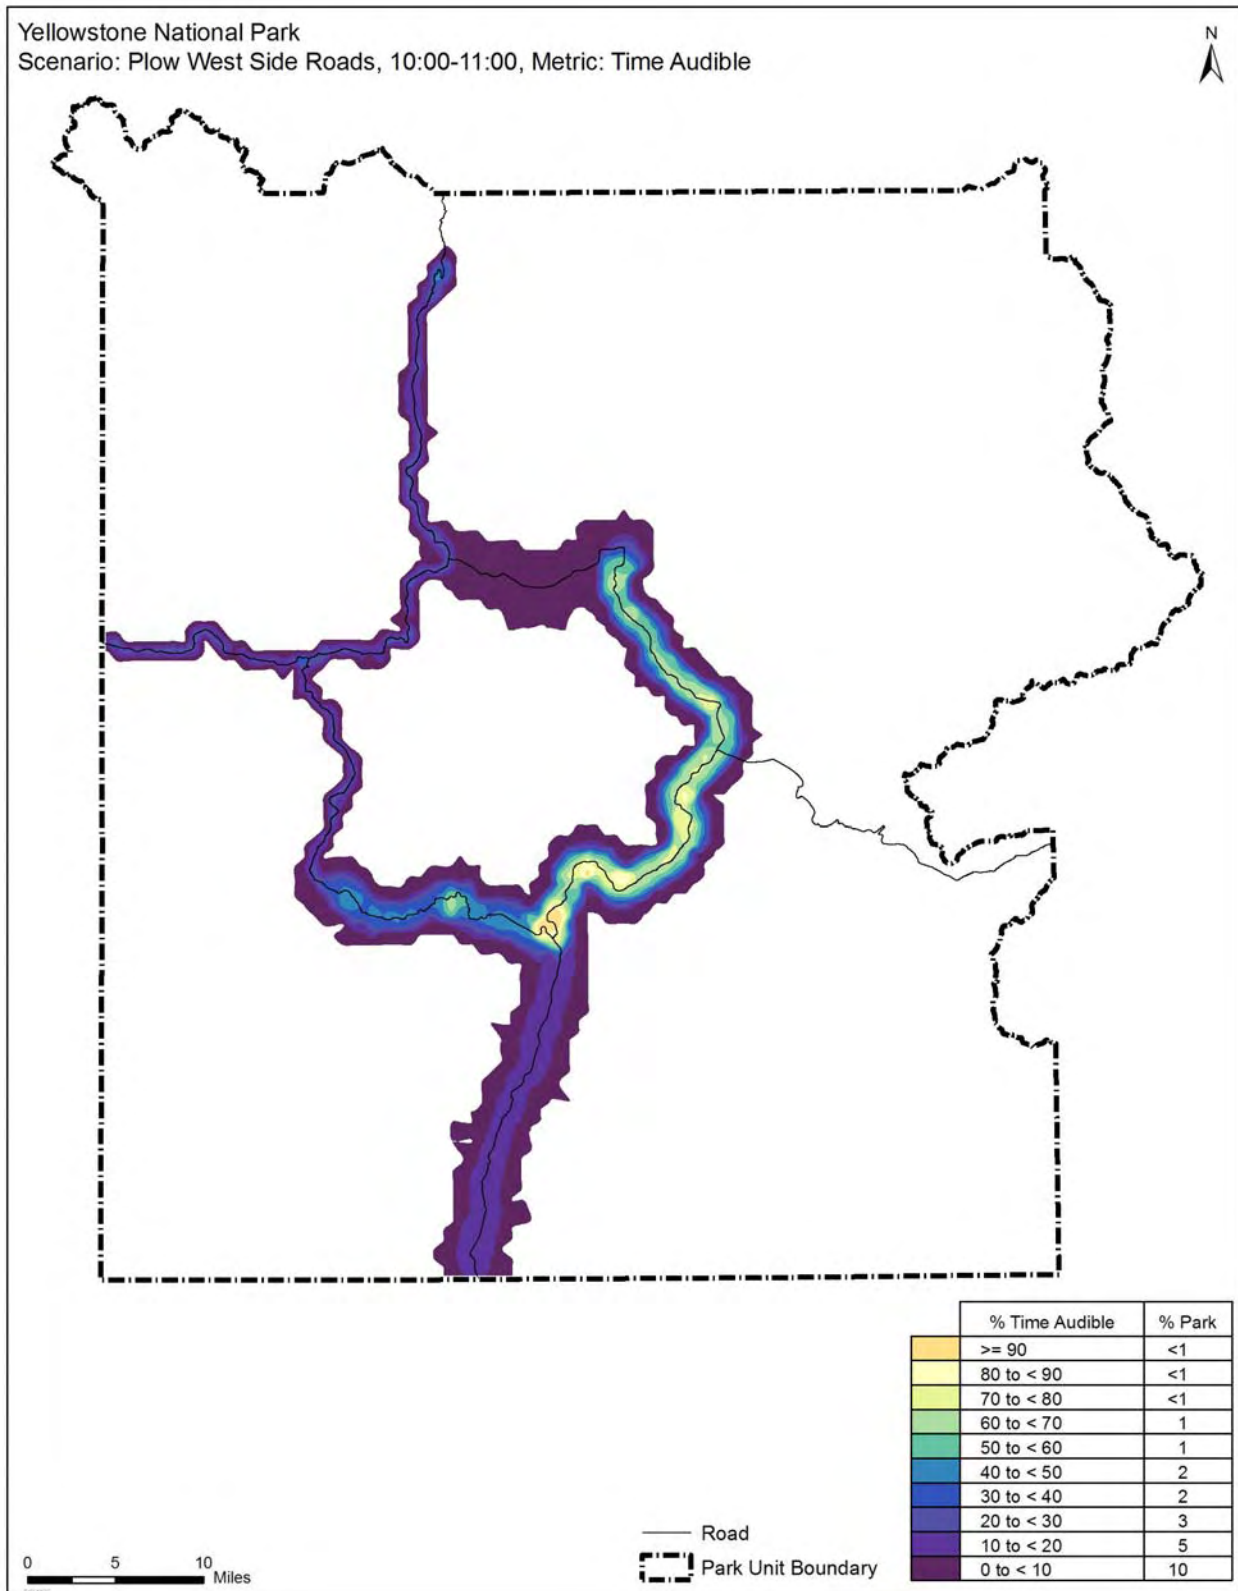 Yellowstone National Park
Scenario: Plow West Side Roads, 10:00-11:00, Metric: Time Audible
N
% Time Audible % Park
>= 90 <1
80 to < 90 <1
70 to < 80 <1
60 to < 70 1
50 to < 60 1
40 to < 50 2
30 to < 40 2
20 to < 30 3
10 to < 20 5
0 to < 10 10
Road
Park Unit Boundary
0 5 10
Miles